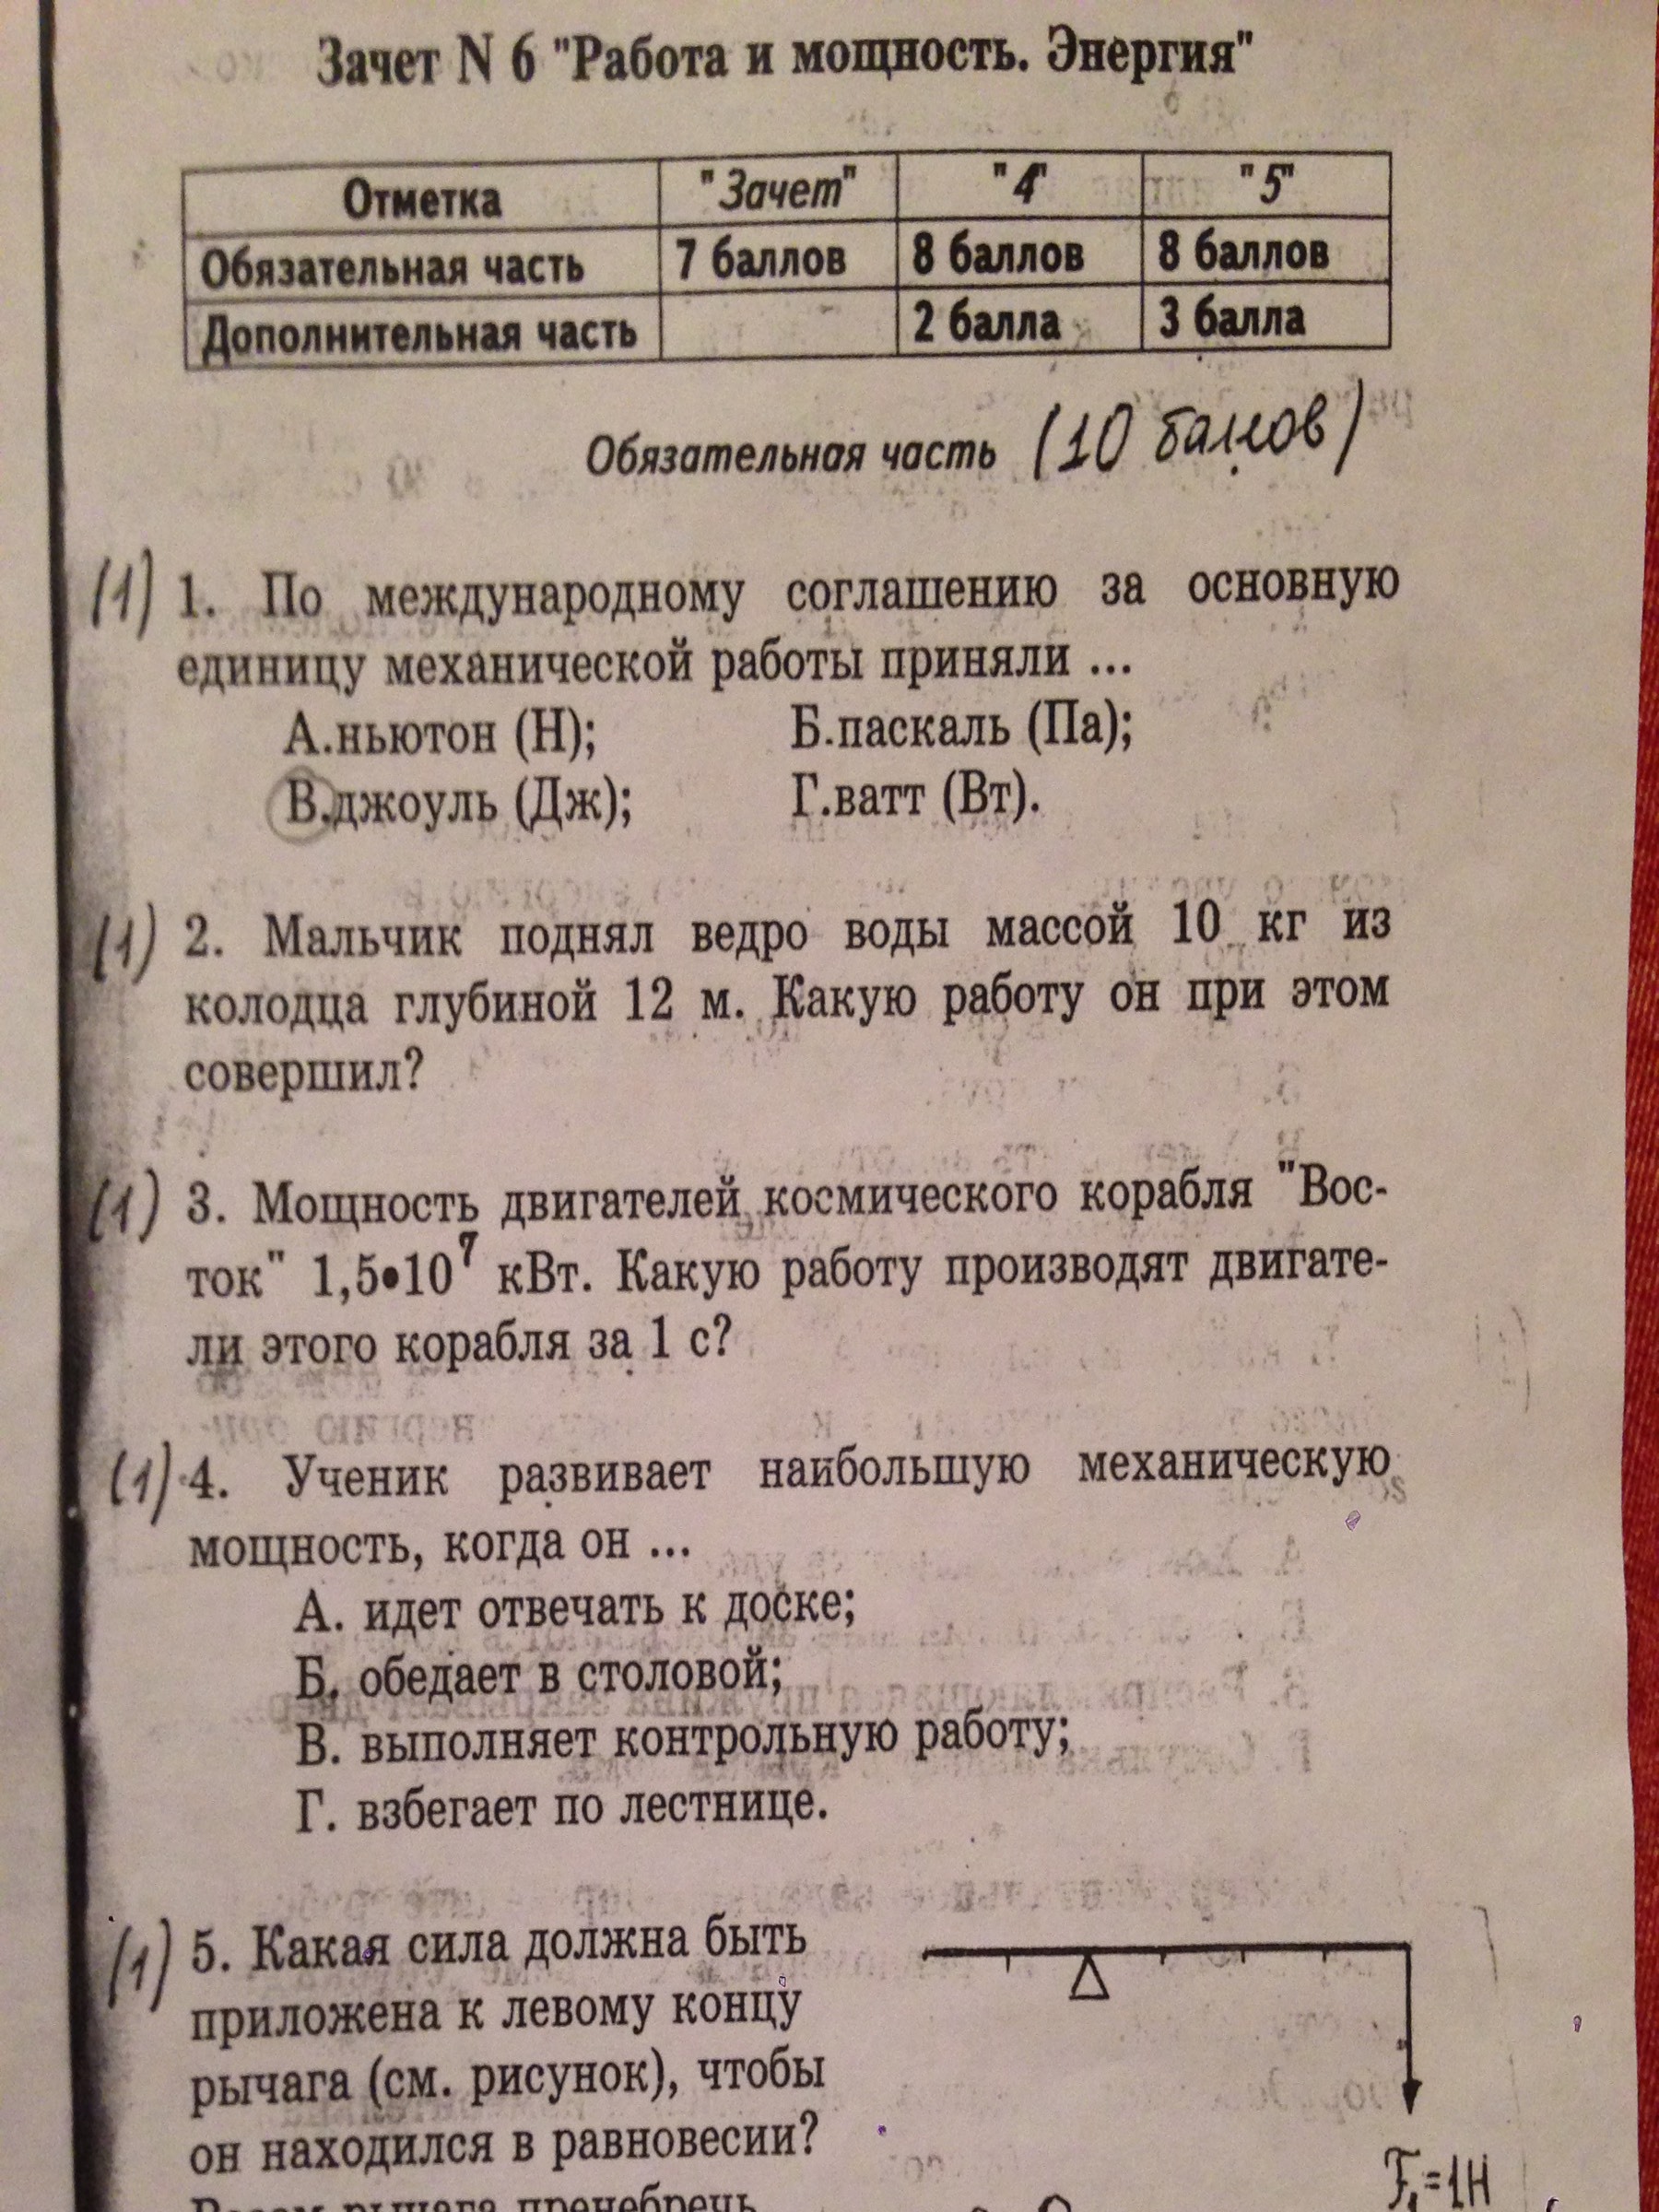 Зачет N 6 "Работа и мощность. Энергия"
Отметка "Зачет" "4" "5"
Обязательная часть 7 баллов 8 баллов 8 баллов
Дополнительная часть 2 балла 3 балла
Обязательная часть (10 баллов)
(1) 1. По международному соглашению за основную
единицу механической работы приняли ...
А.ньютон (Н); Б.паскаль (Па);
В.джоуль (Дж); Г.ватт (Вт).
(1) 2. Мальчик поднял ведро воды массой 10 кг из
колодца глубиной 12 м. Какую работу он при этом
совершил?
(1) 3. Мощность двигателей космического корабля "Вос-
ток" 1,5•10⁷ кВт. Какую работу производят двигате-
ли этого корабля за 1 с?
(1) 4. Ученик развивает наибольшую механическую
мощность, когда он ...
А. идет отвечать к доске;
Б. обедает в столовой;
В. выполняет контрольную работу;
Г. взбегает по лестнице.
(1) 5. Какая сила должна быть
приложена к левому концу
рычага (см. рисунок), чтобы
он находился в равновесии?
F₁=1Н
рычага пренебречь